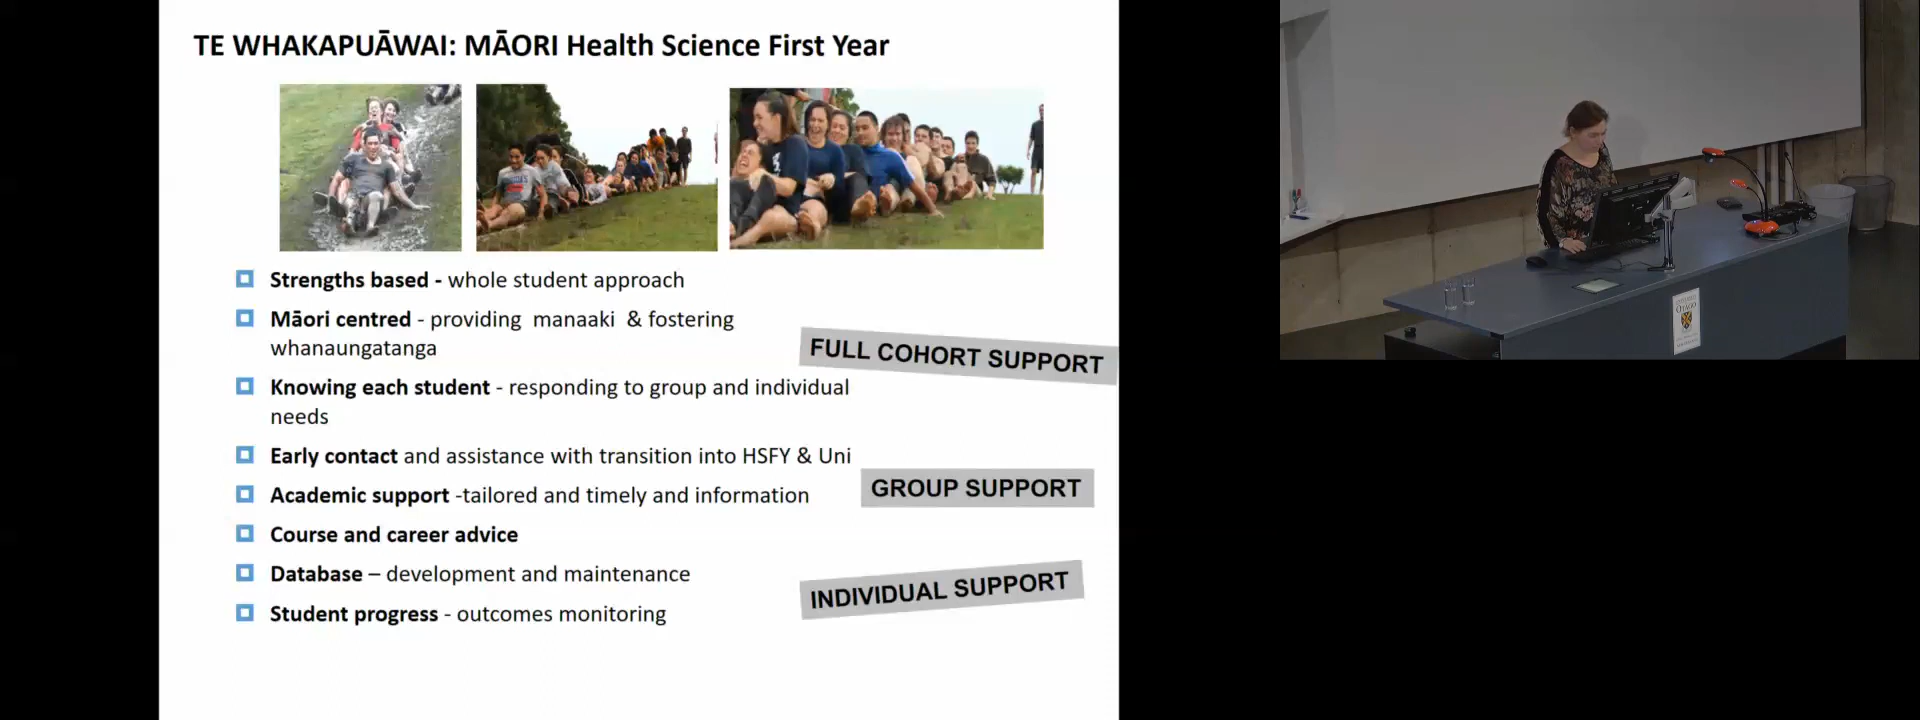 TE WHAKAPUĀWAI: MĀORI Health Science First Year
Strengths based - whole student approach
Māori centred - providing manaaki & fostering
whanaungatanga
FULL COHORT SUPPORT
Knowing each student - responding to group and individual
needs
Early contact and assistance with transition into HSFY & Uni
GROUP SUPPORT
Academic support -tailored and timely and information
Course and career advice
Database – development and maintenance
INDIVIDUAL SUPPORT
Student progress - outcomes monitoring
OTAGO